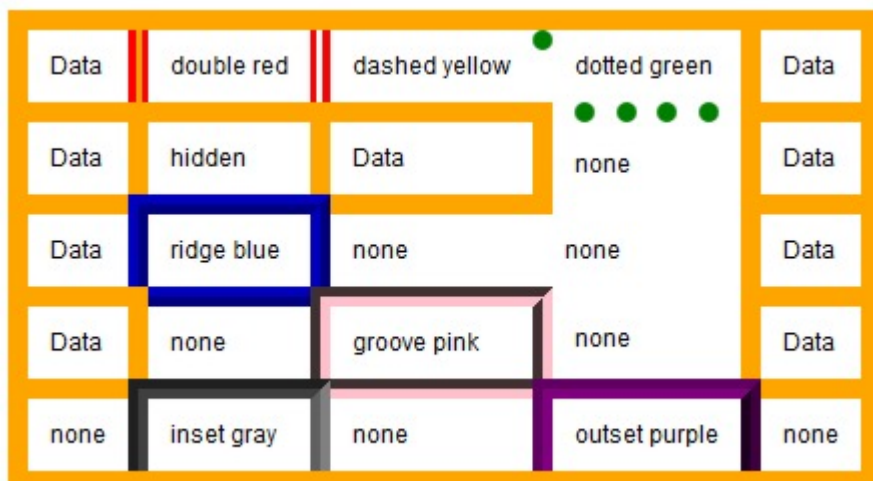 Data double red dashed yellow dotted green Data
Data hidden Data none Data
Data ridge blue none none Data
Data none groove pink none Data
none inset gray none outset purple none